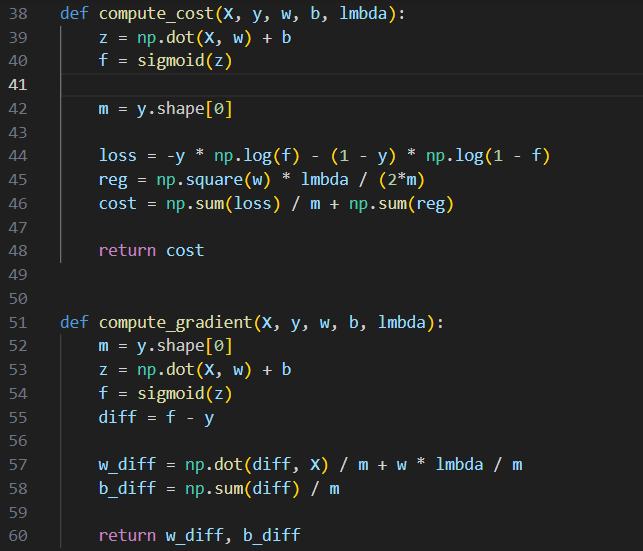 38 def compute_cost(X, y, w, b, lmbda):
39     z = np.dot(X, w) + b
40     f = sigmoid(z)
41
42     m = y.shape[0]
43
44     loss = -y * np.log(f) - (1 - y) * np.log(1 - f)
45     reg = np.square(w) * lmbda / (2*m)
46     cost = np.sum(loss) / m + np.sum(reg)
47
48     return cost
49
50
51 def compute_gradient(X, y, w, b, lmbda):
52     m = y.shape[0]
53     z = np.dot(X, w) + b
54     f = sigmoid(z)
55     diff = f - y
56
57     w_diff = np.dot(diff, X) / m + w * lmbda / m
58     b_diff = np.sum(diff) / m
59
60     return w_diff, b_diff